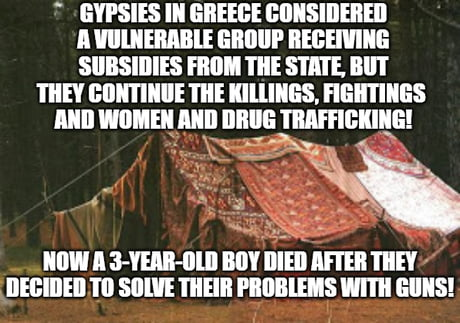 GYPSIES IN GREECE CONSIDERED
A VULNERABLE GROUP RECEIVING
SUBSIDIES FROM THE STATE, BUT
THEY CONTINUE THE KILLINGS, FIGHTINGS
AND WOMEN AND DRUG TRAFFICKING!
NOW A 3-YEAR-OLD BOY DIED AFTER THEY
DECIDED TO SOLVE THEIR PROBLEMS WITH GUNS!